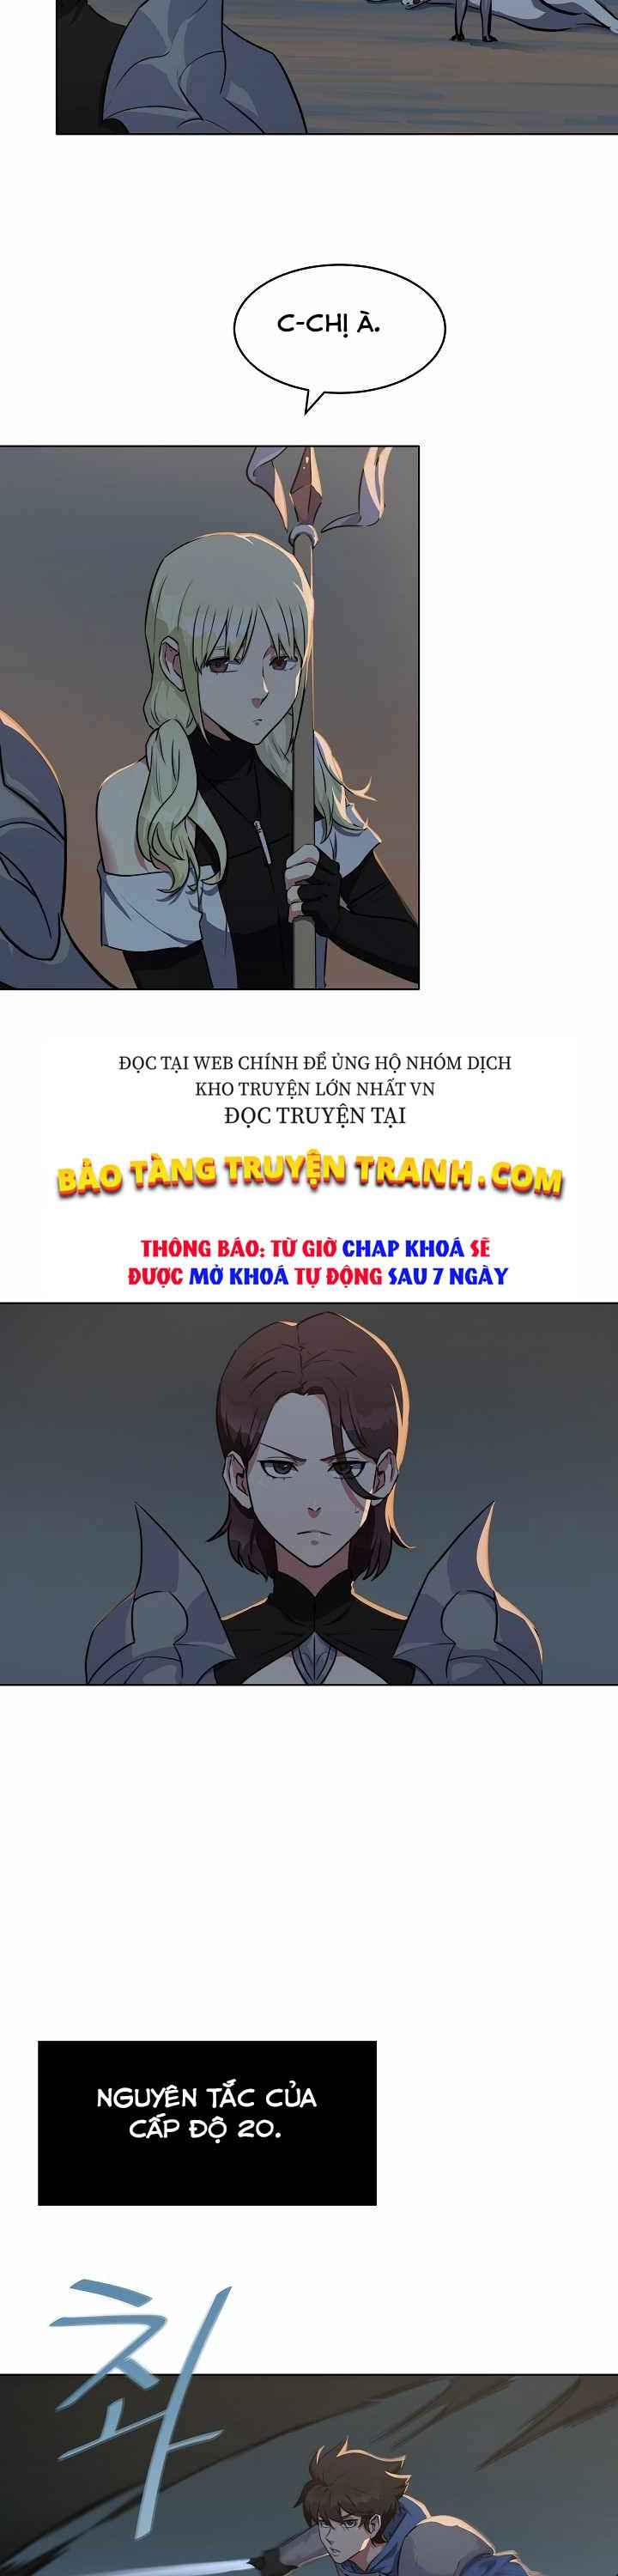 C-CHỊ À.
ĐỌC TẠI WEB CHÍNH ĐỂ ỦNG HỘ NHÓM DỊCH
KHO TRUYỆN LỚN NHẤT VN
ĐỌC TRUYỆN TẠI
BẢO TÀNG TRUYỆN TRANH.COM
THÔNG BÁO: TỪ GIỜ CHAP KHOÁ SẼ
ĐƯỢC MỞ KHOÁ TỰ ĐỘNG SAU 7 NGÀY
NGUYÊN TẮC CỦA
CẤP ĐỘ 20.
촤